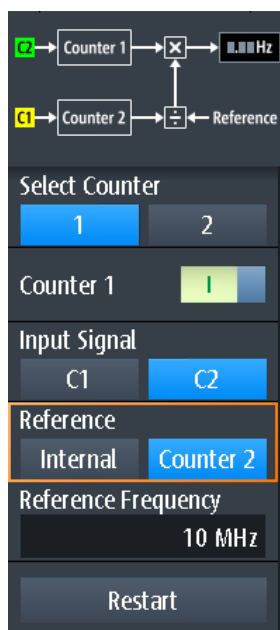 C2 Counter 1 × ▮.▮▮Hz
C1 Counter 2 ÷ Reference
Select Counter
1 2
Counter 1 I
Input Signal
C1 C2
Reference
Internal Counter 2
Reference Frequency
10 MHz
Restart